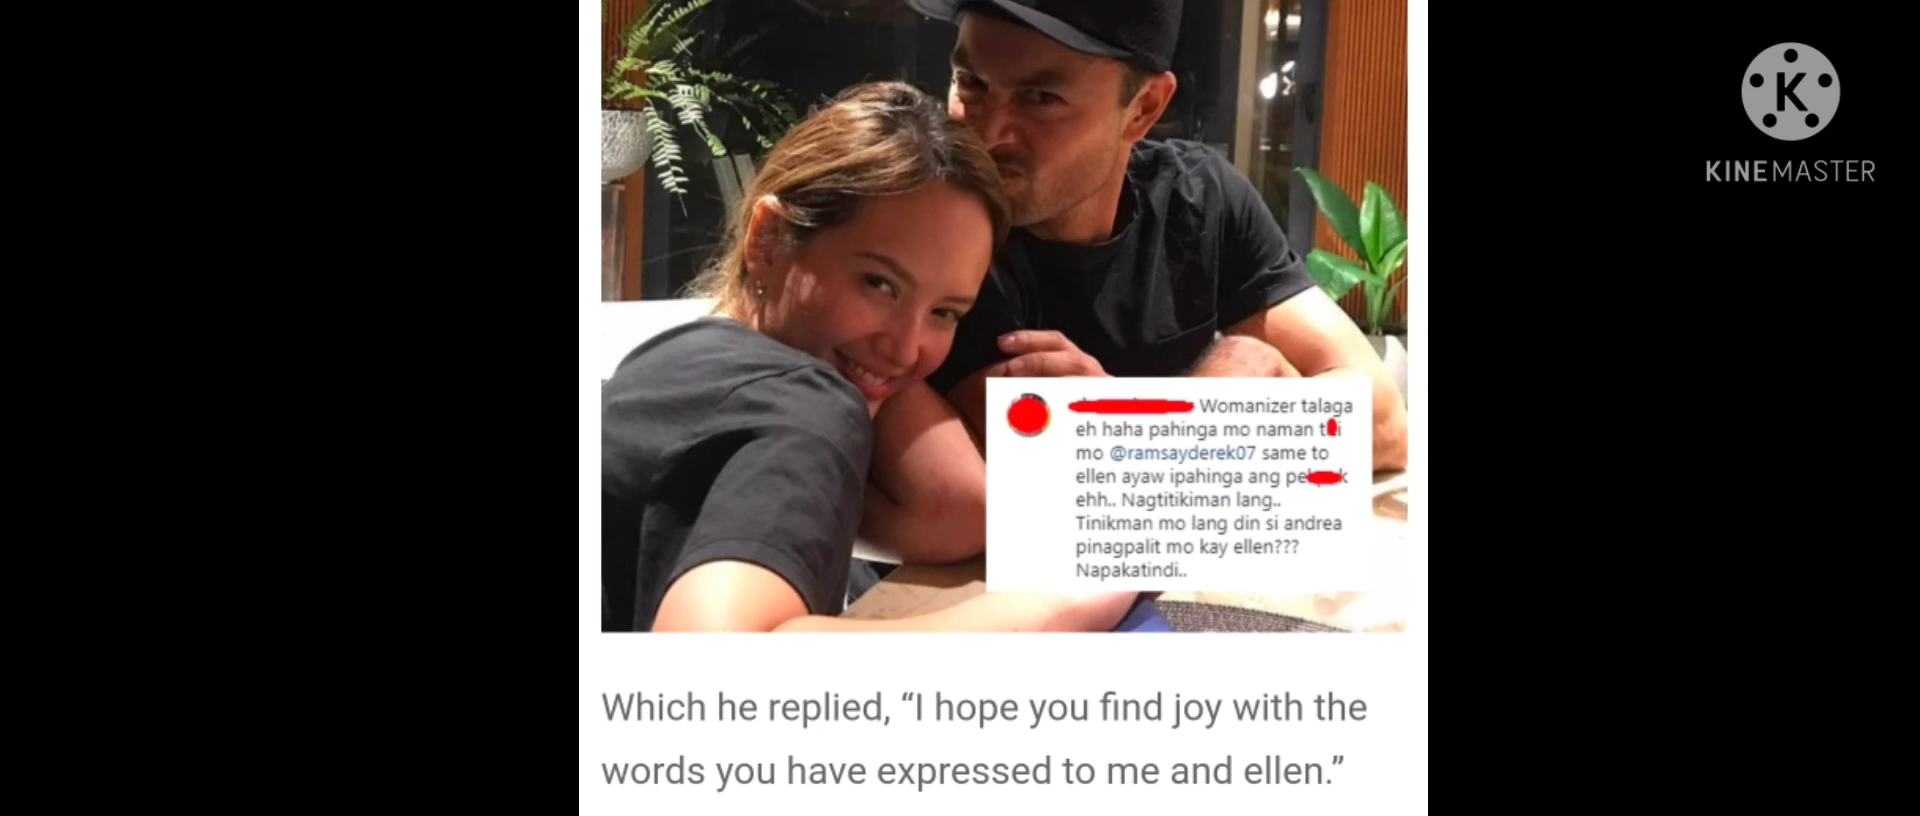 KINEMASTER
Womanizer talaga
eh haha pahinga mo naman
mo @ramsayderek07 same to
ellen ayaw ipahinga ang
ehh.. Nagtitikiman lang..
Tinikman mo lang din si andrea
pinagpalit mo kay ellen???
Napakatindi..
Which he replied, “I hope you find joy with the
words you have expressed to me and ellen.”